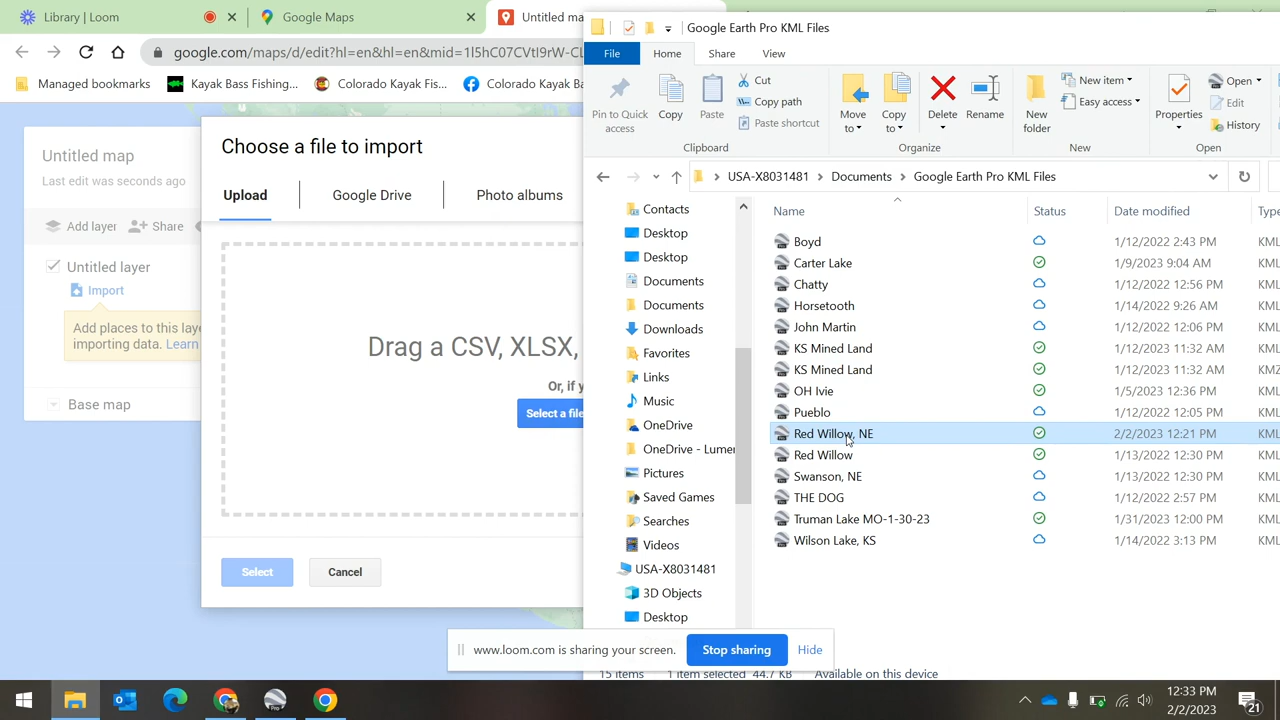 Library | Loom
Google Maps
Untitled ma
google.com/maps/d/edit?hl=en&hl=en&mid=1l5hC07CVtI9rW-CL
Managed bookmarks
Kayak Bass Fishing...
Colorado Kayak Fis...
Colorado Kayak Ba
Untitled map
Last edit was seconds ago
Add layer
Share
Untitled layer
Import
Add places to this laye
importing data. Learn
Base map
Choose a file to import
Upload
Google Drive
Photo albums
Drag a CSV, XLSX,
Or, if y
Select a file
Select
Cancel
Google Earth Pro KML Files
File
Home
Share
View
Pin to Quick access
Copy
Paste
Cut
Copy path
Paste shortcut
Clipboard
Move to
Copy to
Delete
Rename
Organize
New folder
New item
Easy access
New
Properties
Open
Edit
History
Open
USA-X8031481 > Documents > Google Earth Pro KML Files
Contacts
Desktop
Desktop
Documents
Documents
Downloads
Favorites
Links
Music
OneDrive
OneDrive - Lumer
Pictures
Saved Games
Searches
Videos
USA-X8031481
3D Objects
Desktop
Name Status Date modified Type
Boyd 1/12/2022 2:43 PM KML
Carter Lake 1/9/2023 9:04 AM KML
Chatty 1/12/2022 12:56 PM KML
Horsetooth 1/14/2022 9:26 AM KML
John Martin 1/12/2022 12:06 PM KML
KS Mined Land 1/12/2023 11:32 AM KML
KS Mined Land 1/12/2023 11:32 AM KMZ
OH Ivie 1/5/2023 12:36 PM KML
Pueblo 1/12/2022 12:05 PM KML
Red Willow, NE 2/2/2023 12:21 PM KML
Red Willow 1/13/2022 12:30 PM KML
Swanson, NE 1/13/2022 12:30 PM KML
THE DOG 1/12/2022 2:57 PM KML
Truman Lake MO-1-30-23 1/31/2023 12:00 PM KML
Wilson Lake, KS 1/14/2022 3:13 PM KML
www.loom.com is sharing your screen.
Stop sharing
Hide
15 items 1 item selected 44.7 KB Available on this device
12:33 PM
2/2/2023
21